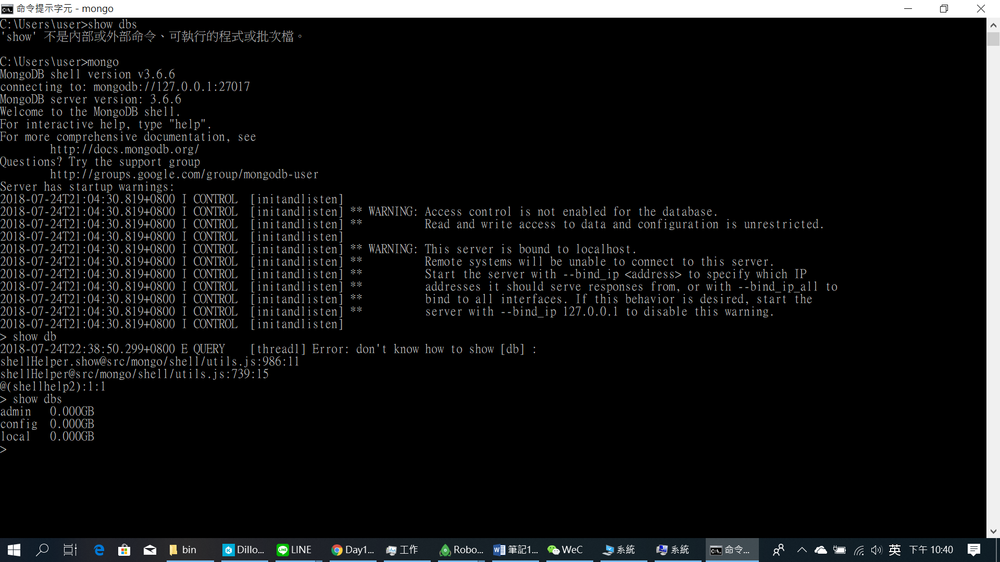 命令提示字元 - mongo
C:\Users\user>show dbs
'show' 不是內部或外部命令、可執行的程式或批次檔。
C:\Users\user>mongo
MongoDB shell version v3.6.6
connecting to: mongodb://127.0.0.1:27017
MongoDB server version: 3.6.6
Welcome to the MongoDB shell.
For interactive help, type "help".
For more comprehensive documentation, see
        http://docs.mongodb.org/
Questions? Try the support group
        http://groups.google.com/group/mongodb-user
Server has startup warnings:
2018-07-24T21:04:30.819+0800 I CONTROL  [initandlisten]
2018-07-24T21:04:30.819+0800 I CONTROL  [initandlisten] ** WARNING: Access control is not enabled for the database.
2018-07-24T21:04:30.819+0800 I CONTROL  [initandlisten] **          Read and write access to data and configuration is unrestricted.
2018-07-24T21:04:30.819+0800 I CONTROL  [initandlisten]
2018-07-24T21:04:30.819+0800 I CONTROL  [initandlisten] ** WARNING: This server is bound to localhost.
2018-07-24T21:04:30.819+0800 I CONTROL  [initandlisten] **          Remote systems will be unable to connect to this server.
2018-07-24T21:04:30.819+0800 I CONTROL  [initandlisten] **          Start the server with --bind_ip <address> to specify which IP
2018-07-24T21:04:30.819+0800 I CONTROL  [initandlisten] **          addresses it should serve responses from, or with --bind_ip_all to
2018-07-24T21:04:30.819+0800 I CONTROL  [initandlisten] **          bind to all interfaces. If this behavior is desired, start the
2018-07-24T21:04:30.819+0800 I CONTROL  [initandlisten] **          server with --bind_ip 127.0.0.1 to disable this warning.
2018-07-24T21:04:30.819+0800 I CONTROL  [initandlisten]
> show db
2018-07-24T22:38:50.299+0800 E QUERY    [thread1] Error: don't know how to show [db] :
shellHelper.show@src/mongo/shell/utils.js:986:11
shellHelper@src/mongo/shell/utils.js:739:15
@(shellhelp2):1:1
> show dbs
admin   0.000GB
config  0.000GB
local   0.000GB
>
bin Dillo... LINE Day1... 工作 Robo... 筆記1... WeC 系統 系統 命令... 英 下午 10:40